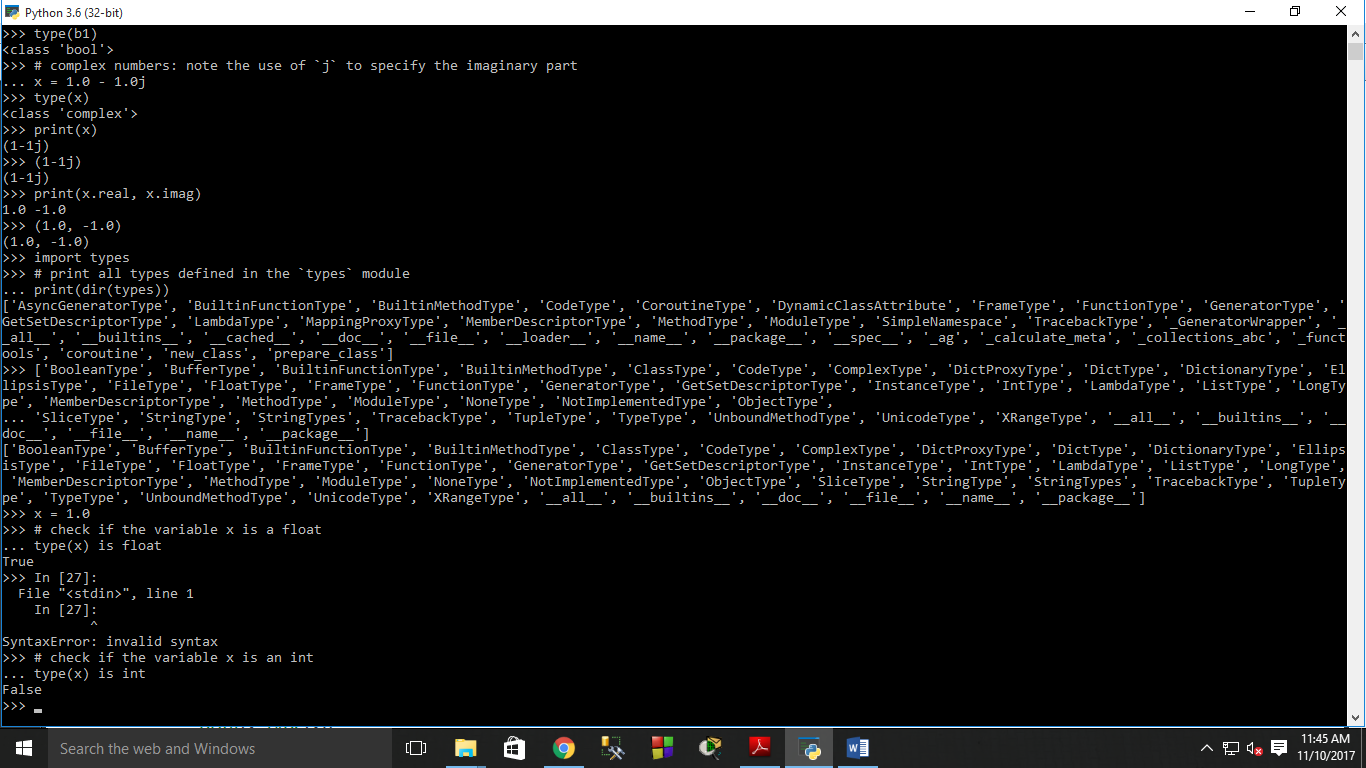 Python 3.6 (32-bit)
>>> type(b1)
<class 'bool'>
>>> # complex numbers: note the use of `j` to specify the imaginary part
... x = 1.0 - 1.0j
>>> type(x)
<class 'complex'>
>>> print(x)
(1-1j)
>>> (1-1j)
(1-1j)
>>> print(x.real, x.imag)
1.0 -1.0
>>> (1.0, -1.0)
(1.0, -1.0)
>>> import types
>>> # print all types defined in the `types` module
... print(dir(types))
['AsyncGeneratorType', 'BuiltinFunctionType', 'BuiltinMethodType', 'CodeType', 'CoroutineType', 'DynamicClassAttribute', 'FrameType', 'FunctionType', 'GeneratorType', '
GetSetDescriptorType', 'LambdaType', 'MappingProxyType', 'MemberDescriptorType', 'MethodType', 'ModuleType', 'SimpleNamespace', 'TracebackType', '_GeneratorWrapper', '_
_all__', '__builtins__', '__cached__', '__doc__', '__file__', '__loader__', '__name__', '__package__', '__spec__', '_ag', '_calculate_meta', '_collections_abc', '_funct
ools', 'coroutine', 'new_class', 'prepare_class']
>>> ['BooleanType', 'BufferType', 'BuiltinFunctionType', 'BuiltinMethodType', 'ClassType', 'CodeType', 'ComplexType', 'DictProxyType', 'DictType', 'DictionaryType', 'El
lipsisType', 'FileType', 'FloatType', 'FrameType', 'FunctionType', 'GeneratorType', 'GetSetDescriptorType', 'InstanceType', 'IntType', 'LambdaType', 'ListType', 'LongTy
pe', 'MemberDescriptorType', 'MethodType', 'ModuleType', 'NoneType', 'NotImplementedType', 'ObjectType',
... 'SliceType', 'StringType', 'StringTypes', 'TracebackType', 'TupleType', 'TypeType', 'UnboundMethodType', 'UnicodeType', 'XRangeType', '__all__', '__builtins__', '__
doc__', '__file__', '__name__', '__package__']
['BooleanType', 'BufferType', 'BuiltinFunctionType', 'BuiltinMethodType', 'ClassType', 'CodeType', 'ComplexType', 'DictProxyType', 'DictType', 'DictionaryType', 'Ellips
isType', 'FileType', 'FloatType', 'FrameType', 'FunctionType', 'GeneratorType', 'GetSetDescriptorType', 'InstanceType', 'IntType', 'LambdaType', 'ListType', 'LongType',
'MemberDescriptorType', 'MethodType', 'ModuleType', 'NoneType', 'NotImplementedType', 'ObjectType', 'SliceType', 'StringType', 'StringTypes', 'TracebackType', 'TupleTy
pe', 'TypeType', 'UnboundMethodType', 'UnicodeType', 'XRangeType', '__all__', '__builtins__', '__doc__', '__file__', '__name__', '__package__']
>>> x = 1.0
>>> # check if the variable x is a float
... type(x) is float
True
>>> In [27]:
  File "<stdin>", line 1
    In [27]:
           ^
SyntaxError: invalid syntax
>>> # check if the variable x is an int
... type(x) is int
False
>>>
Search the web and Windows
11:45 AM
11/10/2017